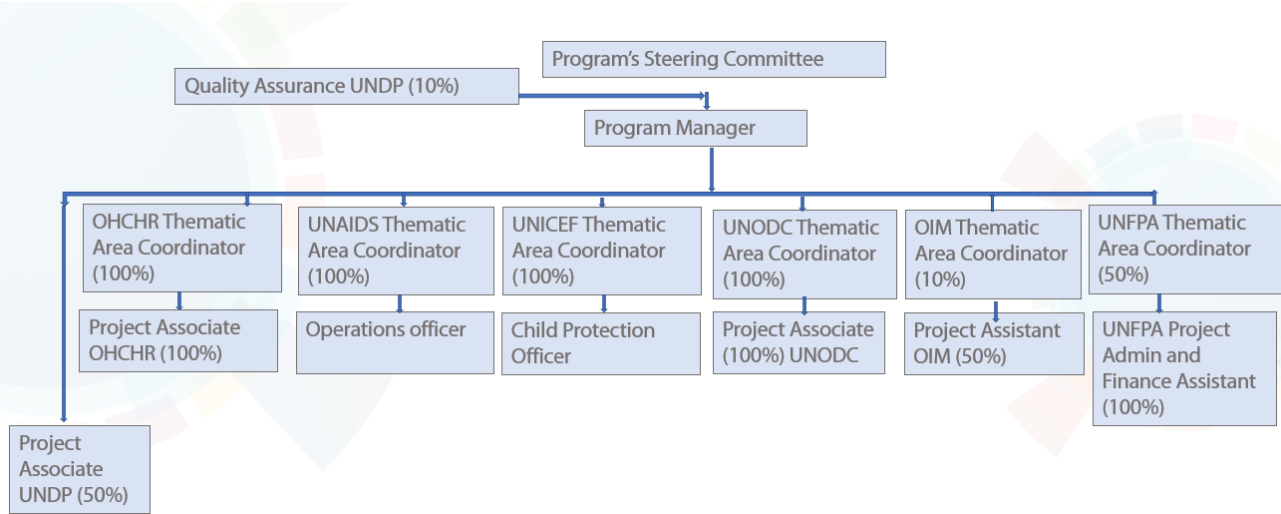 Program's Steering Committee
Quality Assurance UNDP (10%)
Program Manager
OHCHR Thematic
Area Coordinator
(100%)
UNAIDS Thematic
Area Coordinator
(100%)
UNICEF Thematic
Area Coordinator
(100%)
UNODC Thematic
Area Coordinator
(100%)
OIM Thematic
Area Coordinator
(10%)
UNFPA Thematic
Area Coordinator
(50%)
Project Associate
OHCHR (100%)
Operations officer
Child Protection
Officer
Project Associate
(100%) UNODC
Project Assistant
OIM (50%)
UNFPA Project
Admin and
Finance Assistant
(100%)
Project
Associate
UNDP (50%)